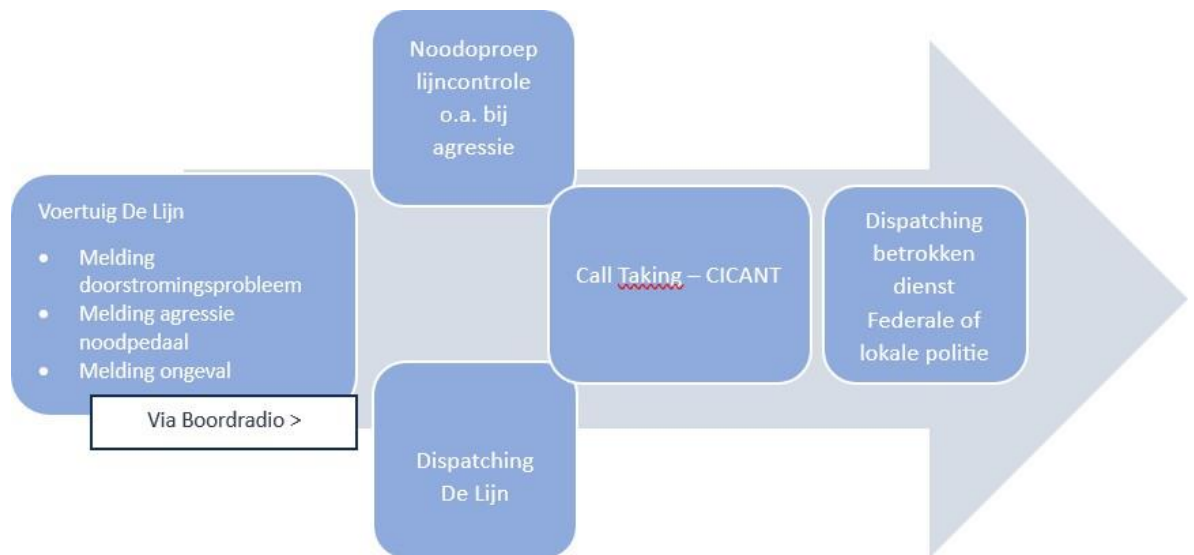 Voertuig De Lijn
• Melding
doorstromingsprobleem
• Melding agressie
noodpedaal
• Melding ongeval
Via Boordradio >
Noodoproep
lijncontrole
o.a. bij
agressie
Dispatching
De Lijn
Call Taking – CICANT
Dispatching
betrokken
dienst
Federale of
lokale politie